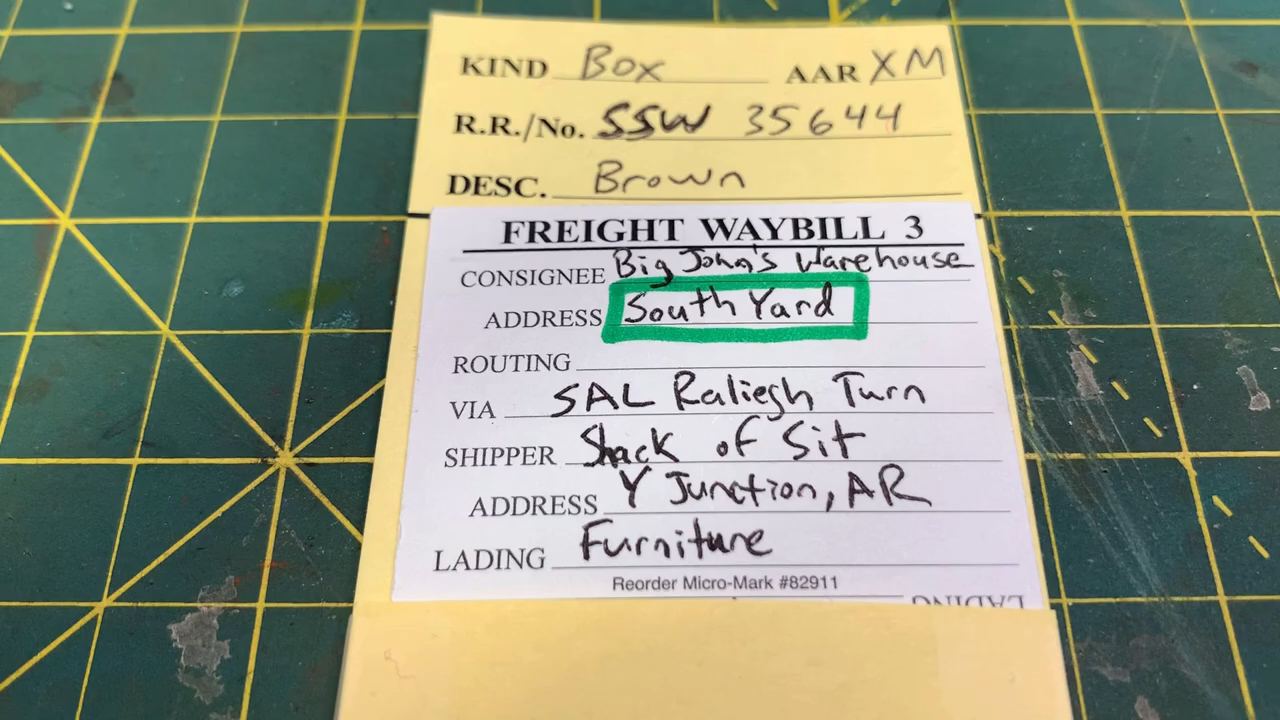 KIND Box AAR XM
R.R./No. SSW 35644
DESC. Brown
FREIGHT WAYBILL 3
CONSIGNEE Big John's Warehouse
ADDRESS South Yard
ROUTING
VIA SAL Raliegh Turn
SHIPPER Shack of Sit
ADDRESS Y Junction, AR
LADING Furniture
Reorder Micro-Mark #82911
LADING